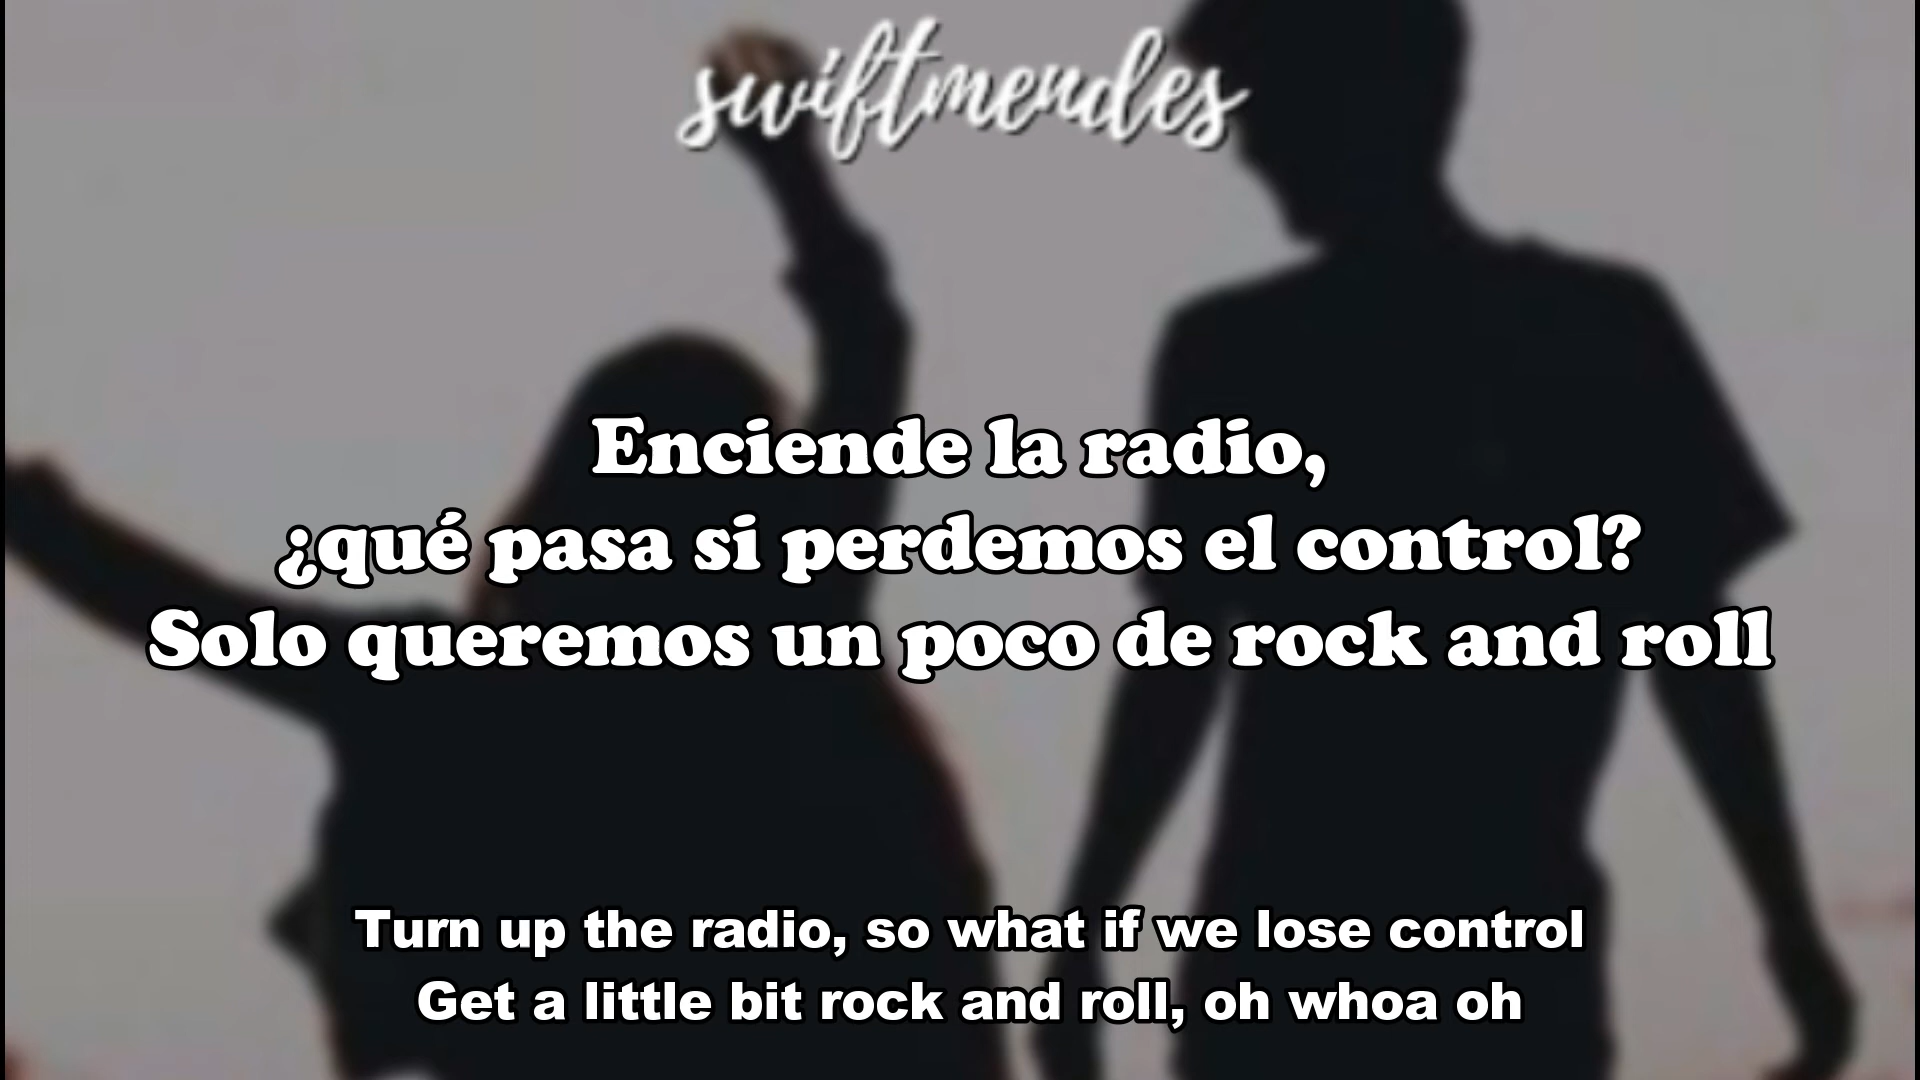 swiftmendes
Enciende la radio,
¿qué pasa si perdemos el control?
Solo queremos un poco de rock and roll
Turn up the radio, so what if we lose control
Get a little bit rock and roll, oh whoa oh